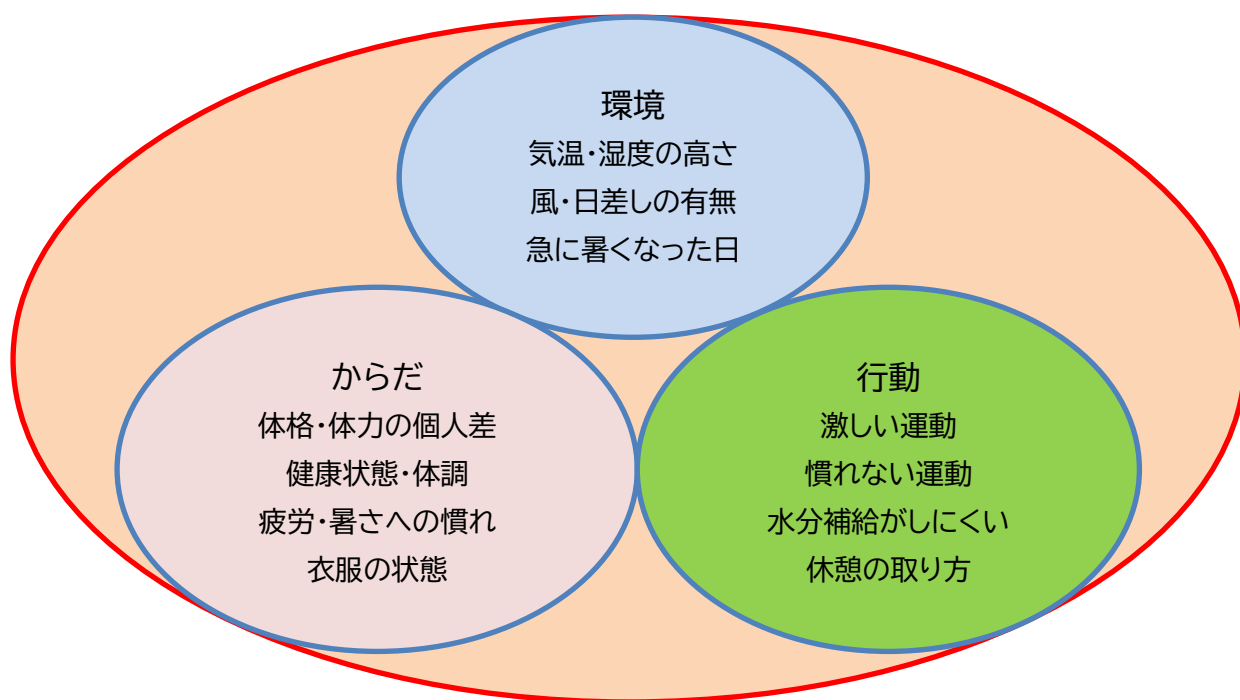 環境
気温・湿度の高さ
風・日差しの有無
急に暑くなった日
からだ
体格・体力の個人差
健康状態・体調
疲労・暑さへの慣れ
衣服の状態
行動
激しい運動
慣れない運動
水分補給がしにくい
休憩の取り方